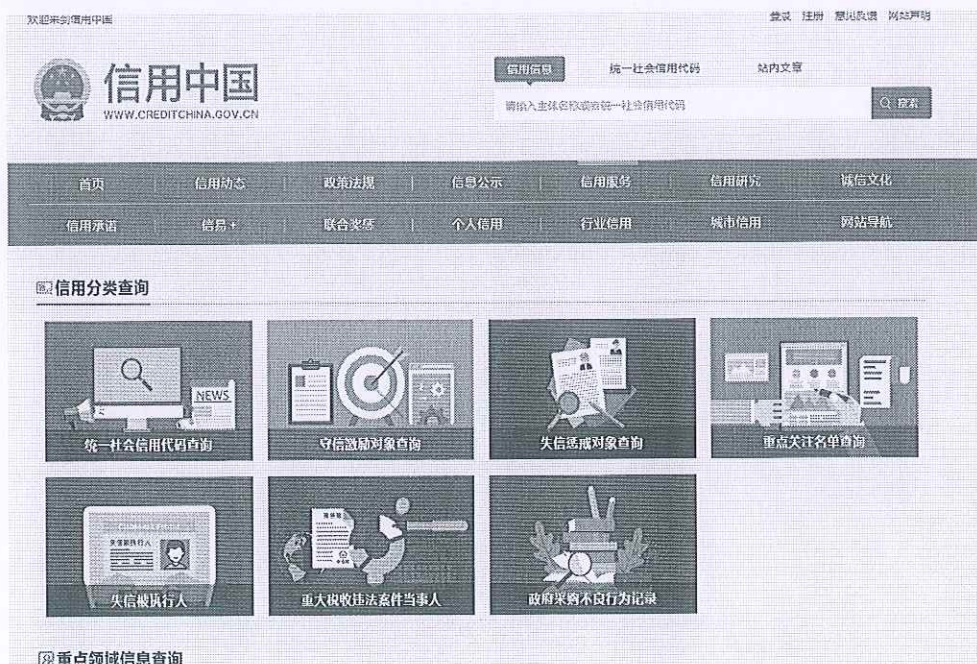 欢迎来到信用中国
登录 注册 意见反馈 网站声明
信用中国
WWW.CREDITCHINA.GOV.CN
信用信息 统一社会信用代码 站内文章
请输入主体名称或者统一社会信用代码 搜索
首页 信用动态 政策法规 信息公示 信用服务 信用研究 诚信文化
信用承诺 信易+ 联合奖惩 个人信用 行业信用 城市信用 网站导航
信用分类查询
NEWS
统一社会信用代码查询 守信激励对象查询 失信惩戒对象查询 重点关注名单查询
失信被执行人
失信被执行人 重大税收违法案件当事人 政府采购不良行为记录
重点领域信息查询